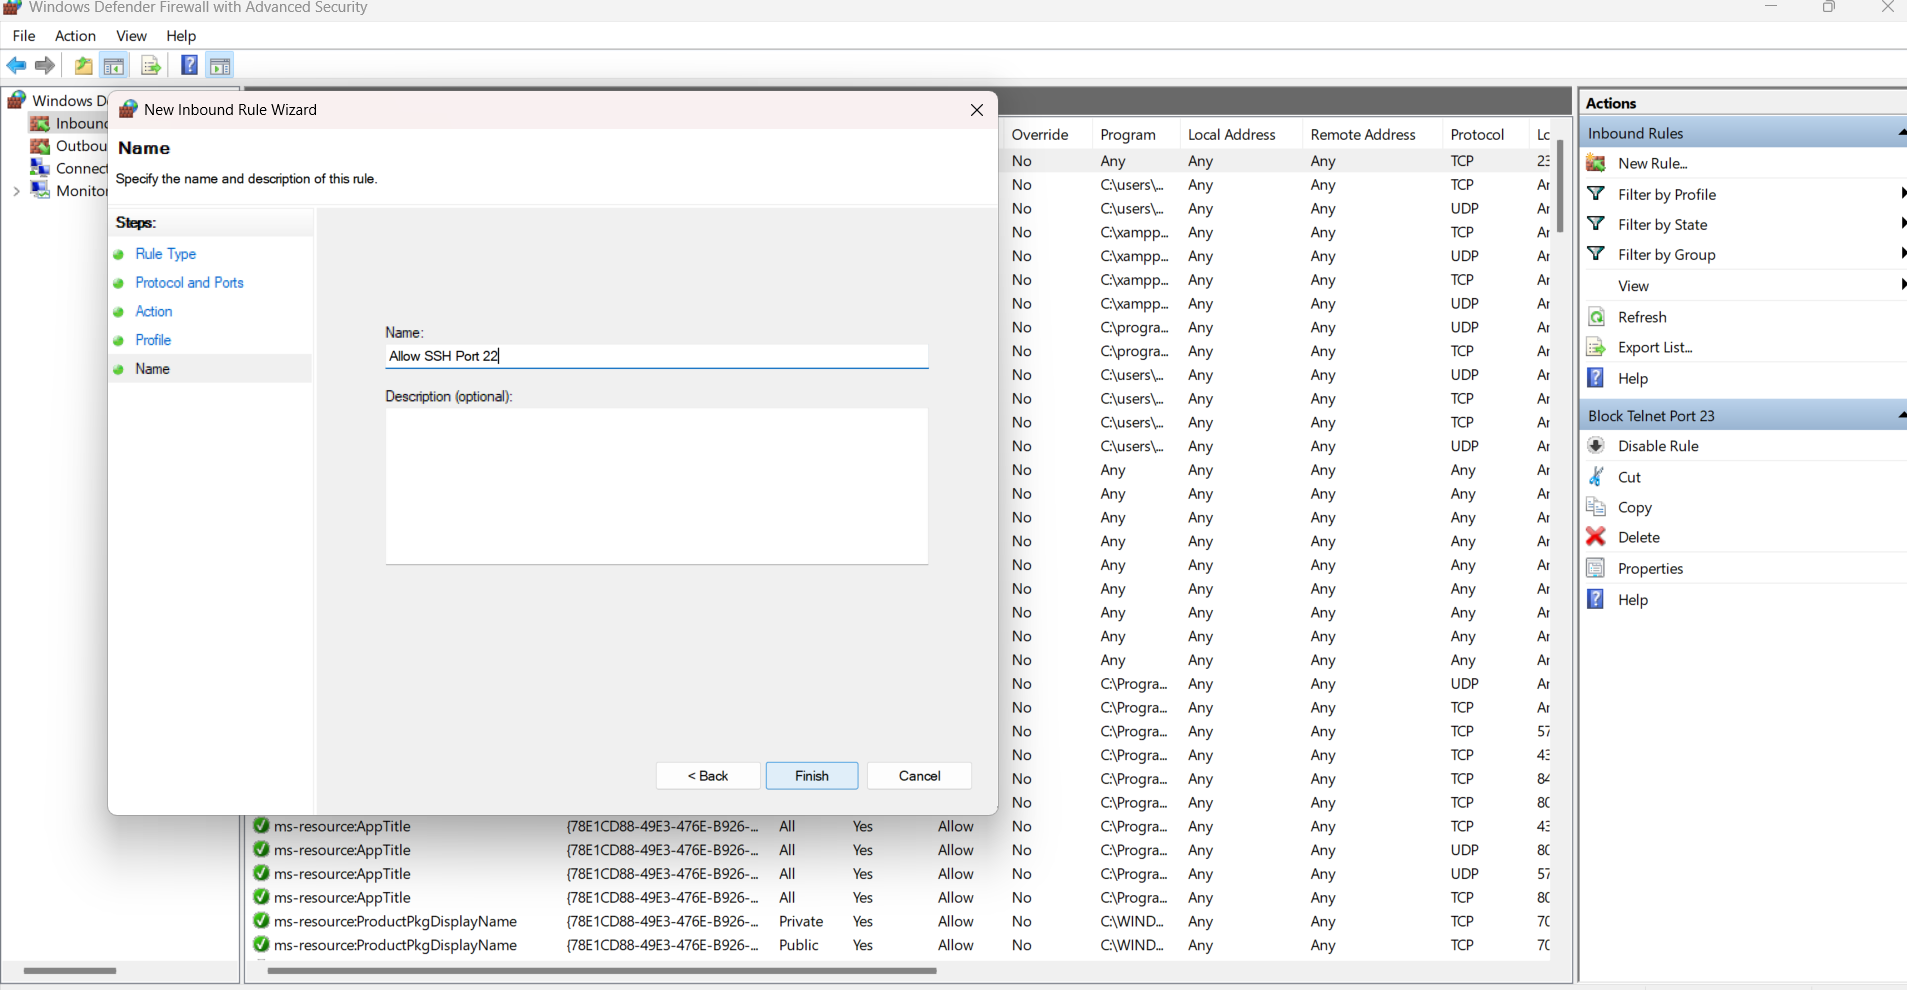 Windows Defender Firewall with Advanced Security
File Action View Help
Windows D
Inbound
Outbou
Connect
Monitor
New Inbound Rule Wizard
Name
Specify the name and description of this rule.
Steps:
Rule Type
Protocol and Ports
Action
Profile
Name
Name:
Allow SSH Port 22
Description (optional):
< Back Finish Cancel
Override Program Local Address Remote Address Protocol Lc
No Any Any Any TCP 23
No C:\users\... Any Any TCP Ar
No C:\users\... Any Any UDP Ar
No C:\xampp... Any Any TCP Ar
No C:\xampp... Any Any UDP Ar
No C:\xampp... Any Any TCP Ar
No C:\xampp... Any Any UDP Ar
No C:\progra... Any Any UDP Ar
No C:\progra... Any Any TCP Ar
No C:\users\... Any Any UDP Ar
No C:\users\... Any Any TCP Ar
No C:\users\... Any Any TCP Ar
No C:\users\... Any Any UDP Ar
No Any Any Any Any Ar
No Any Any Any Any Ar
No Any Any Any Any Ar
No Any Any Any Any Ar
No Any Any Any Any Ar
No Any Any Any Any Ar
No Any Any Any Any Ar
No Any Any Any Any Ar
No Any Any Any Any Ar
No C:\Progra... Any Any UDP Ar
No C:\Progra... Any Any TCP Ar
No C:\Progra... Any Any TCP 57
No C:\Progra... Any Any TCP 43
No C:\Progra... Any Any TCP 84
No C:\Progra... Any Any TCP 80
ms-resource:AppTitle {78E1CD88-49E3-476E-B926-... All Yes Allow No C:\Progra... Any Any TCP 43
ms-resource:AppTitle {78E1CD88-49E3-476E-B926-... All Yes Allow No C:\Progra... Any Any UDP 80
ms-resource:AppTitle {78E1CD88-49E3-476E-B926-... All Yes Allow No C:\Progra... Any Any UDP 57
ms-resource:AppTitle {78E1CD88-49E3-476E-B926-... All Yes Allow No C:\Progra... Any Any TCP 80
ms-resource:ProductPkgDisplayName {78E1CD88-49E3-476E-B926-... Private Yes Allow No C:\WIND... Any Any TCP 70
ms-resource:ProductPkgDisplayName {78E1CD88-49E3-476E-B926-... Public Yes Allow No C:\WIND... Any Any TCP 70
Actions
Inbound Rules
New Rule...
Filter by Profile
Filter by State
Filter by Group
View
Refresh
Export List...
Help
Block Telnet Port 23
Disable Rule
Cut
Copy
Delete
Properties
Help